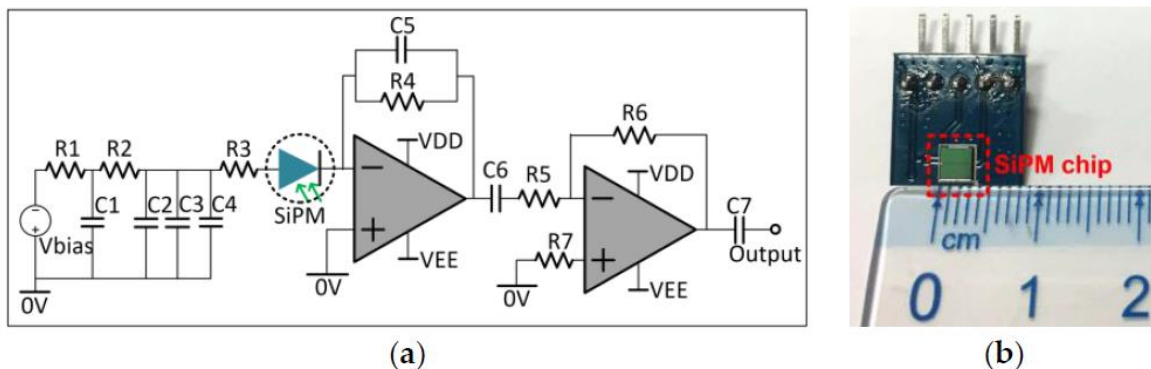 C5
R4
R1 R2 R3
VDD
R6
C1 C2 C3 C4
SiPM
C6 R5
VDD
C7
Vbias
0V
VEE
R7
Output
0V
0V
VEE
SiPM chip
cm
0 1 2
(a) (b)